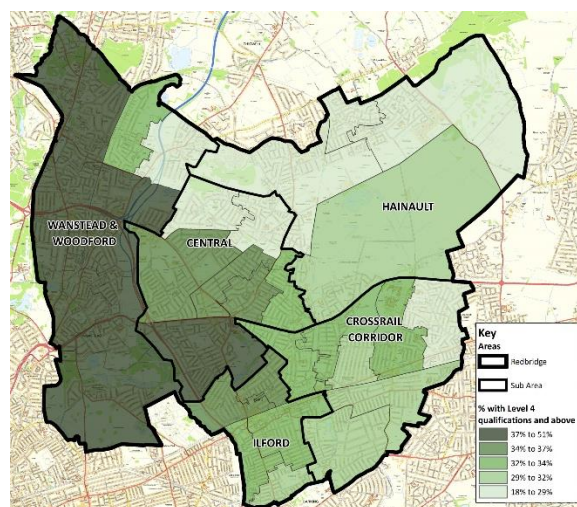 WANSTEAD &
WOODFORD
CENTRAL
HAINAULT
CROSSRAIL
CORRIDOR
ILFORD
Key
Areas
Redbridge
Sub Area
% with Level 4
qualifications and above
37% to 51%
34% to 37%
32% to 34%
29% to 32%
18% to 29%